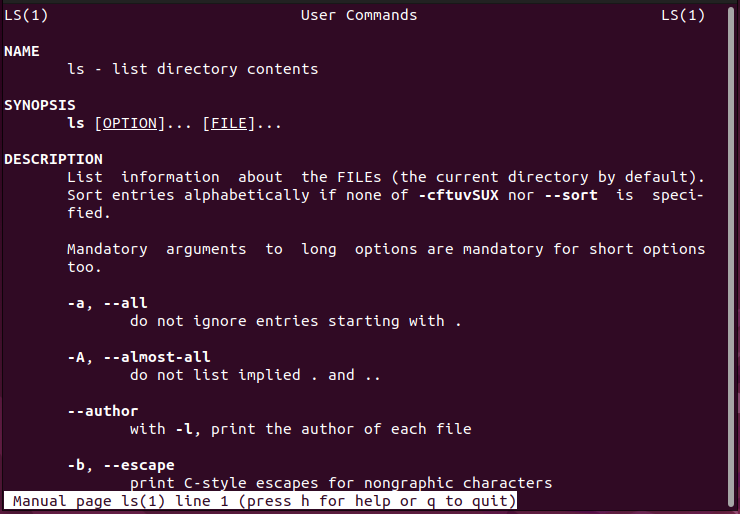 LS(1) User Commands LS(1)
NAME
ls - list directory contents
SYNOPSIS
ls [OPTION]... [FILE]...
DESCRIPTION
List information about the FILEs (the current directory by default).
Sort entries alphabetically if none of -cftuvSUX nor --sort is speci-
fied.
Mandatory arguments to long options are mandatory for short options
too.
-a, --all
do not ignore entries starting with .
-A, --almost-all
do not list implied . and ..
--author
with -l, print the author of each file
-b, --escape
print C-style escapes for nongraphic characters
Manual page ls(1) line 1 (press h for help or q to quit)